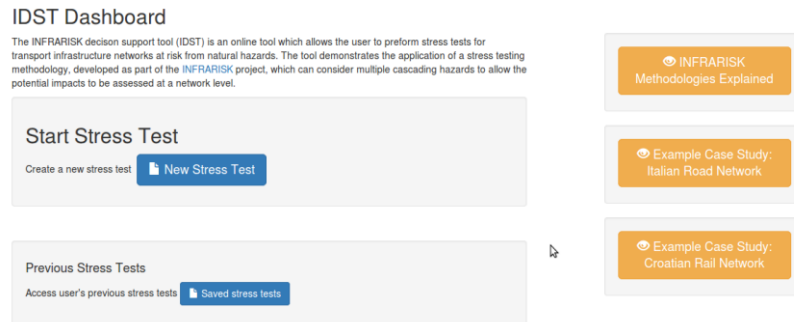 IDST Dashboard
The INFRARISK decison support tool (IDST) is an online tool which allows the user to preform stress tests for
transport infrastructure networks at risk from natural hazards. The tool demonstrates the application of a stress testing
methodology, developed as part of the INFRARISK project, which can consider multiple cascading hazards to allow the
potential impacts to be assessed at a network level.
Start Stress Test
Create a new stress test New Stress Test
Previous Stress Tests
Access user's previous stress tests Saved stress tests
INFRARISK
Methodologies Explained
Example Case Study:
Italian Road Network
Example Case Study:
Croatian Rail Network